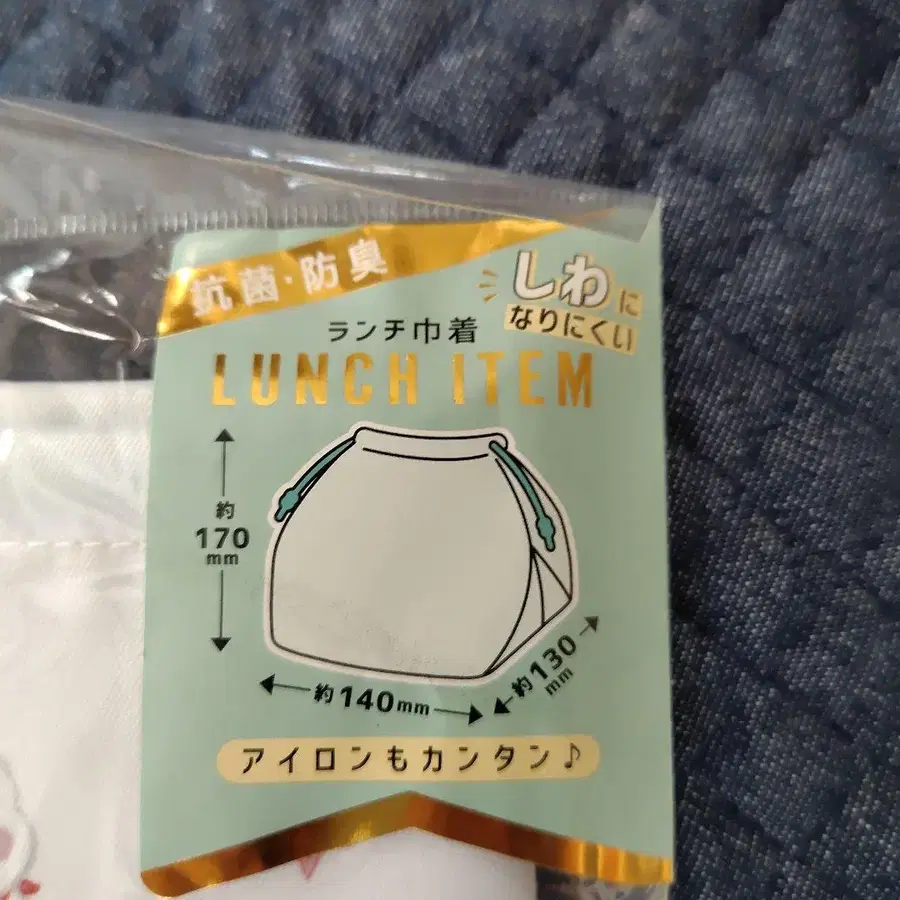 抗菌・防臭
しわに
なりにくい
ランチ巾着
LUNCH ITEM
約
170
mm
約140mm
約130
mm
アイロンもカンタン♪